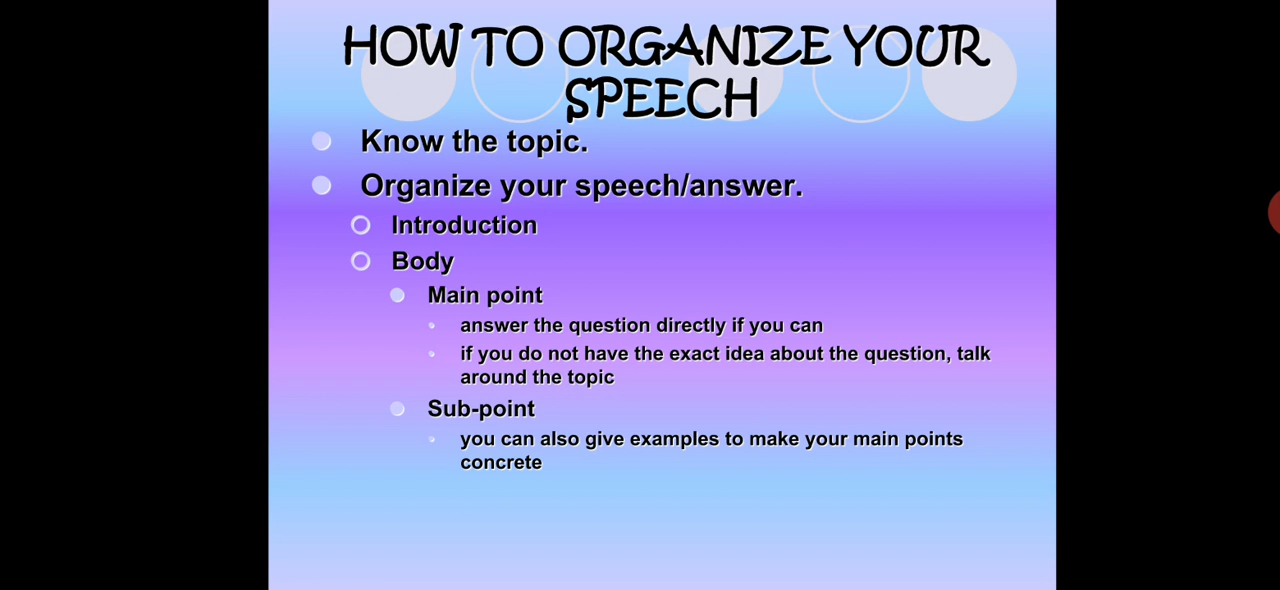 HOW TO ORGANIZE YOUR
SPEECH
Know the topic.
Organize your speech/answer.
Introduction
Body
Main point
answer the question directly if you can
if you do not have the exact idea about the question, talk
around the topic
Sub-point
you can also give examples to make your main points
concrete